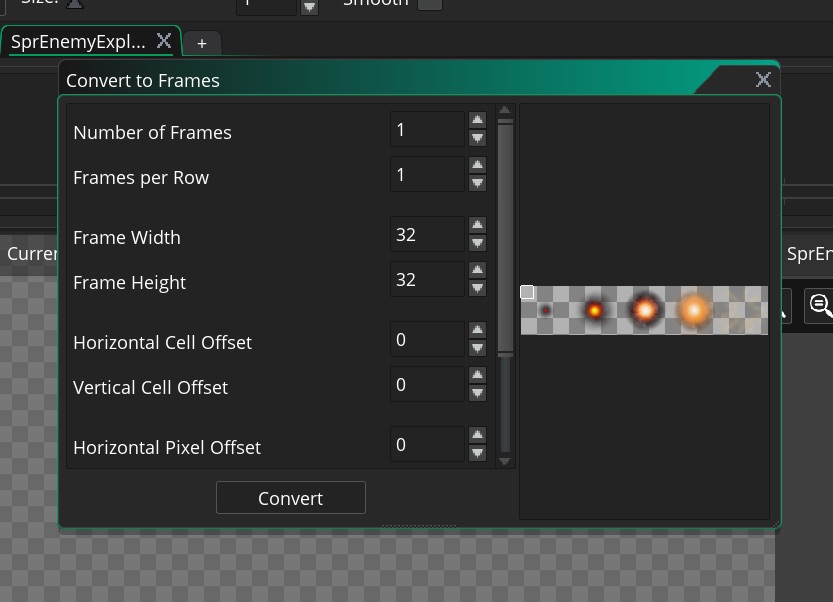 Size:
1
Smooth
SprEnemyExpl...
+
Convert to Frames
Number of Frames 1
Frames per Row 1
Frame Width 32
Frame Height 32
Horizontal Cell Offset 0
Vertical Cell Offset 0
Horizontal Pixel Offset 0
Convert
Curren
SprEn